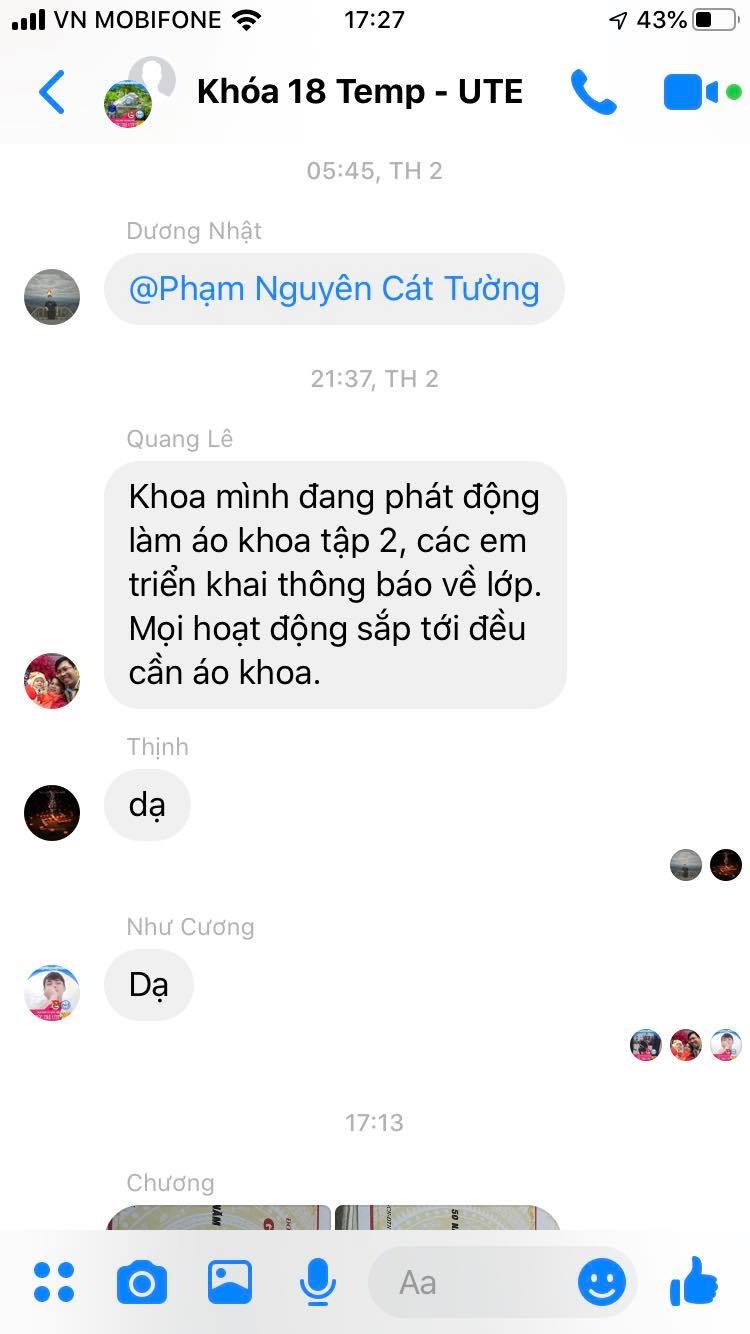 VN MOBIFONE 17:27 43%
Khóa 18 Temp - UTE
05:45, TH 2
Dương Nhật
@Phạm Nguyên Cát Tường
21:37, TH 2
Quang Lê
Khoa mình đang phát động
làm áo khoa tập 2, các em
triển khai thông báo về lớp.
Mọi hoạt động sắp tới đều
cần áo khoa.
Thịnh
dạ
Như Cương
Dạ
17:13
Chương
NĂM
50 N
Aa